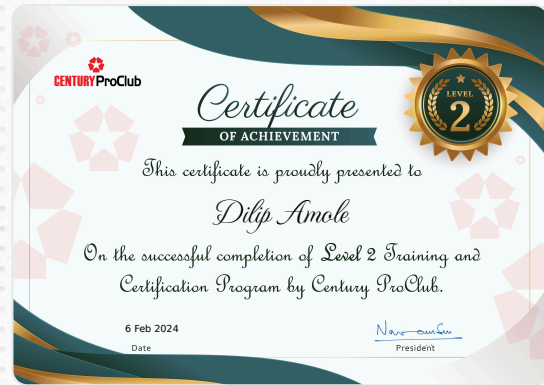 CENTURY ProClub
Certificate
OF ACHIEVEMENT
LEVEL
2
This certificate is proudly presented to
Dilip Amole
On the successful completion of Level 2 Training and
Certification Program by Century ProClub.
6 Feb 2024
Date
President